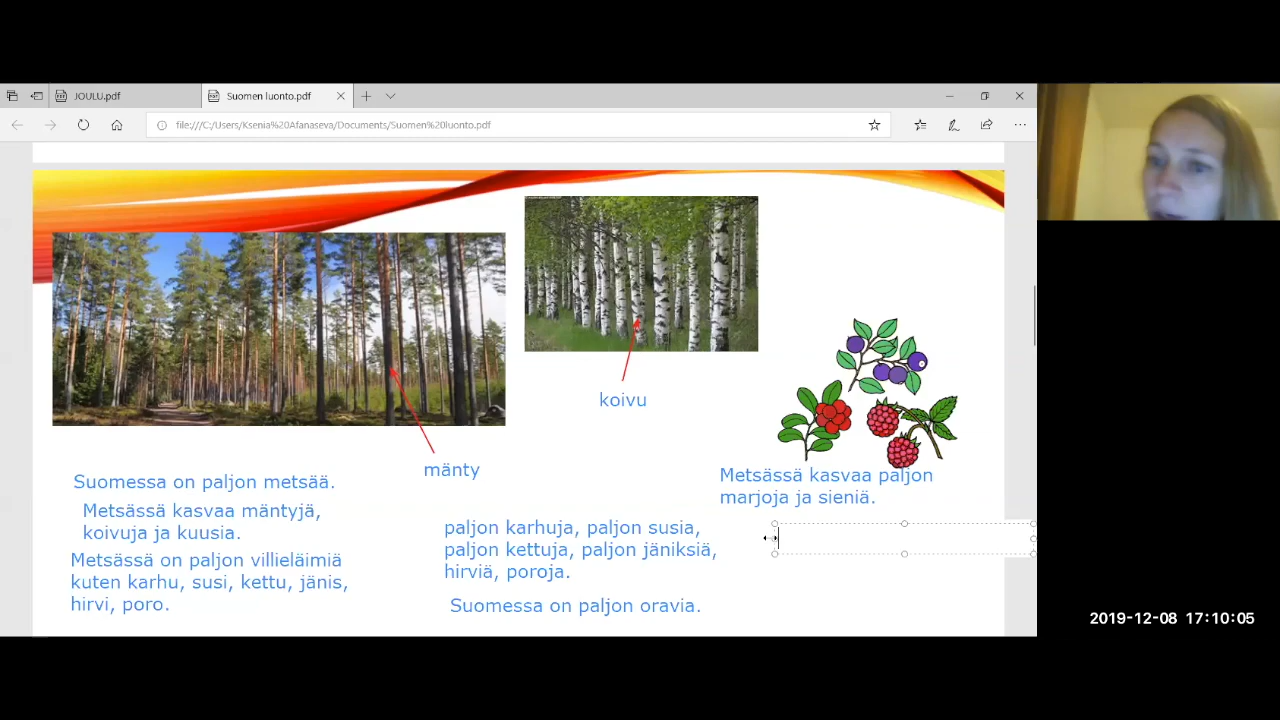 JOULU.pdf
Suomen luonto.pdf
file:///C:/Users/Ksenia%20Afanaseva/Documents/Suomen%20luonto.pdf
koivu
mänty
Suomessa on paljon metsää.
Metsässä kasvaa mäntyjä,
koivuja ja kuusia.
Metsässä on paljon villieläimiä
kuten karhu, susi, kettu, jänis,
hirvi, poro.
paljon karhuja, paljon susia,
paljon kettuja, paljon jäniksiä,
hirviä, poroja.
Suomessa on paljon oravia.
Metsässä kasvaa paljon
marjoja ja sieniä.
2019-12-08 17:10:05